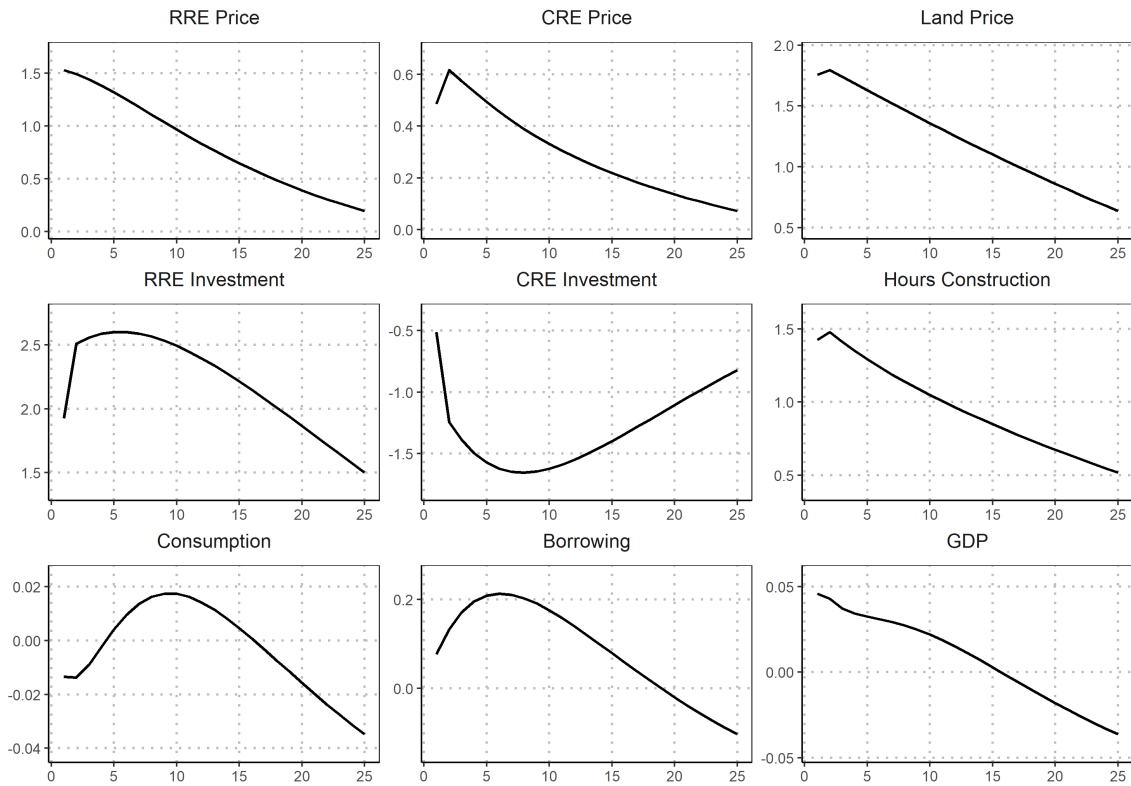 RRE Price
CRE Price
Land Price
1.5
1.0
0.5
0.0
0 5 10 15 20 25
0.6
0.4
0.2
0.0
0 5 10 15 20 25
2.0
1.5
1.0
0.5
0 5 10 15 20 25
RRE Investment
CRE Investment
Hours Construction
2.5
2.0
1.5
0 5 10 15 20 25
-0.5
-1.0
-1.5
0 5 10 15 20 25
1.5
1.0
0.5
0 5 10 15 20 25
Consumption
Borrowing
GDP
0.02
0.00
-0.02
-0.04
0 5 10 15 20 25
0.2
0.0
0 5 10 15 20 25
0.05
0.00
-0.05
0 5 10 15 20 25